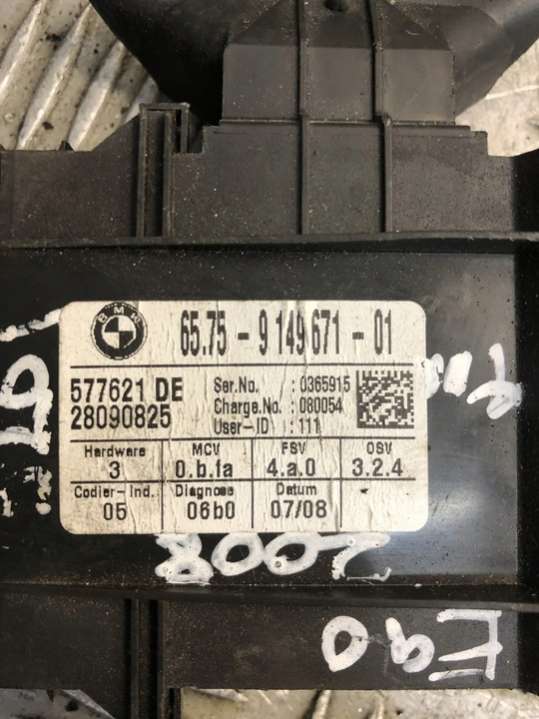 BMW
65.75 - 9 149 671 - 01
577621 DE
28090825
Ser.No. : 0365915
Charge.No. : 080054
User-ID : 111
Hardware MCV FSV OSV
3 0.b.fa 4.a.0 3.2.4
Codier-Ind. Diagnose Datum
05 06b0 07/08
2008
E90